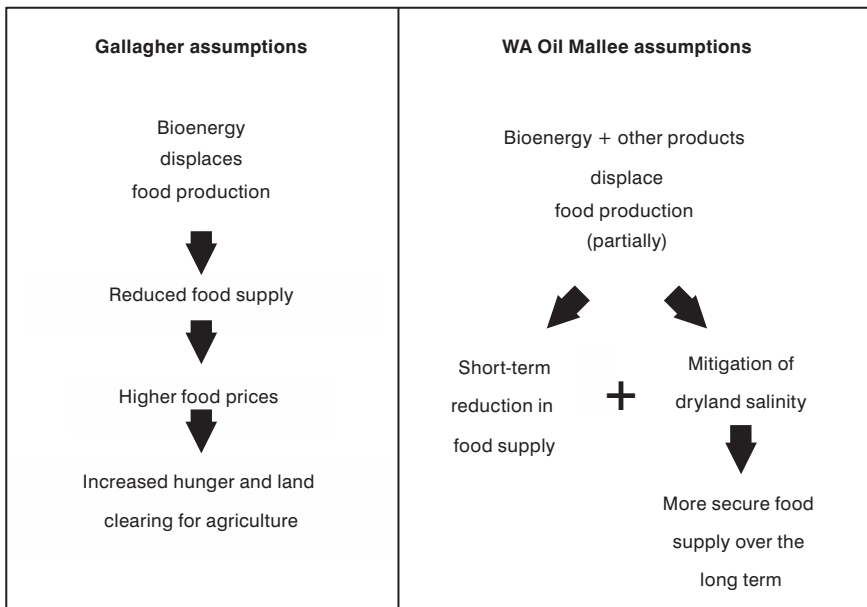 Gallagher assumptions
Bioenergy
displaces
food production
Reduced food supply
Higher food prices
Increased hunger and land
clearing for agriculture
WA Oil Mallee assumptions
Bioenergy + other products
displace
food production
(partially)
Short-term
reduction in
food supply
+
Mitigation of
dryland salinity
More secure food
supply over the
long term